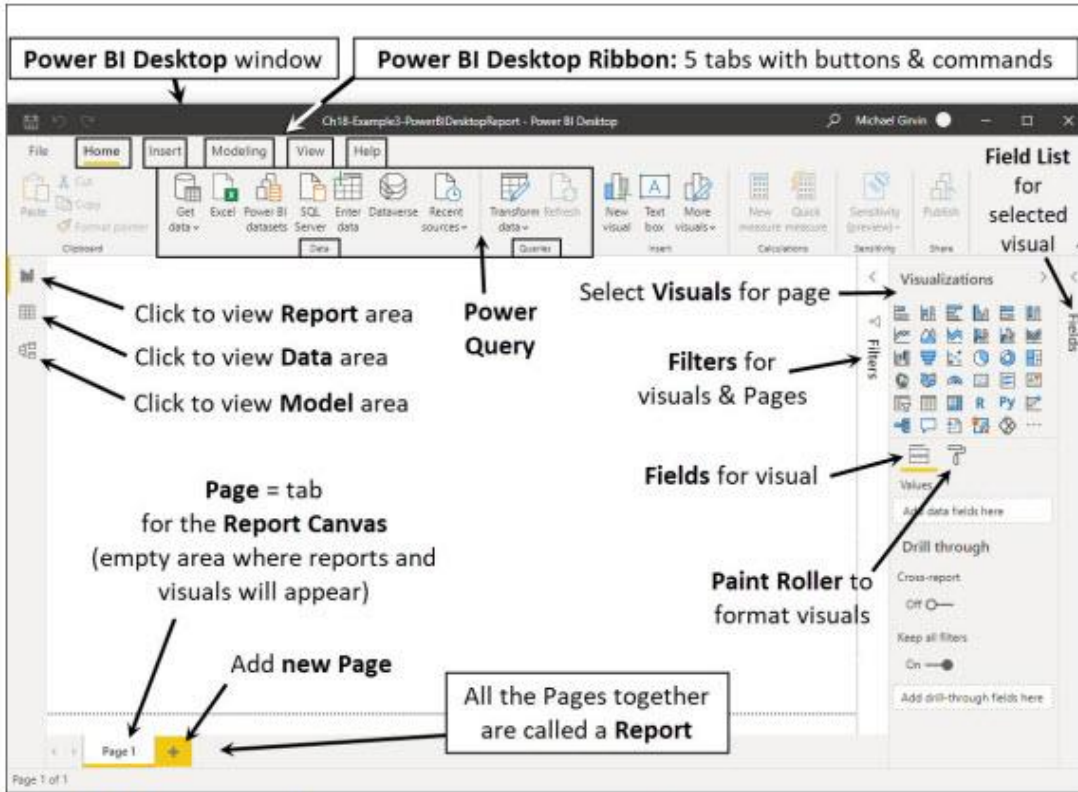 Power BI Desktop window
Power BI Desktop Ribbon: 5 tabs with buttons & commands
Ch18-Example3-PowerBIDesktopReport - Power BI Desktop
Michael Girvin
File
Home
Insert
Modeling
View
Help
Field List
for
selected
visual
Paste
Cut
Copy
Format painter
Clipboard
Get
data
Excel
Power BI
datasets
SQL
Server
Enter
data
Dataverse
Recent
sources
Data
Transform
data
Refresh
Queries
New
visual
Text
box
More
visuals
Insert
New
measure
Quick
measure
Calculations
Sensitivity
(preview)
Sensitivity
Publish
Share
Click to view Report area
Click to view Data area
Click to view Model area
Power
Query
Select Visuals for page
Visualizations
Filters
Fields
Filters for
visuals & Pages
R
Py
Fields for visual
Values
Add data fields here
Drill through
Cross-report
Off
Keep all filters
On
Add drill-through fields here
Paint Roller to
format visuals
Page = tab
for the Report Canvas
(empty area where reports and
visuals will appear)
Add new Page
All the Pages together
are called a Report
Page 1
Page 1 of 1